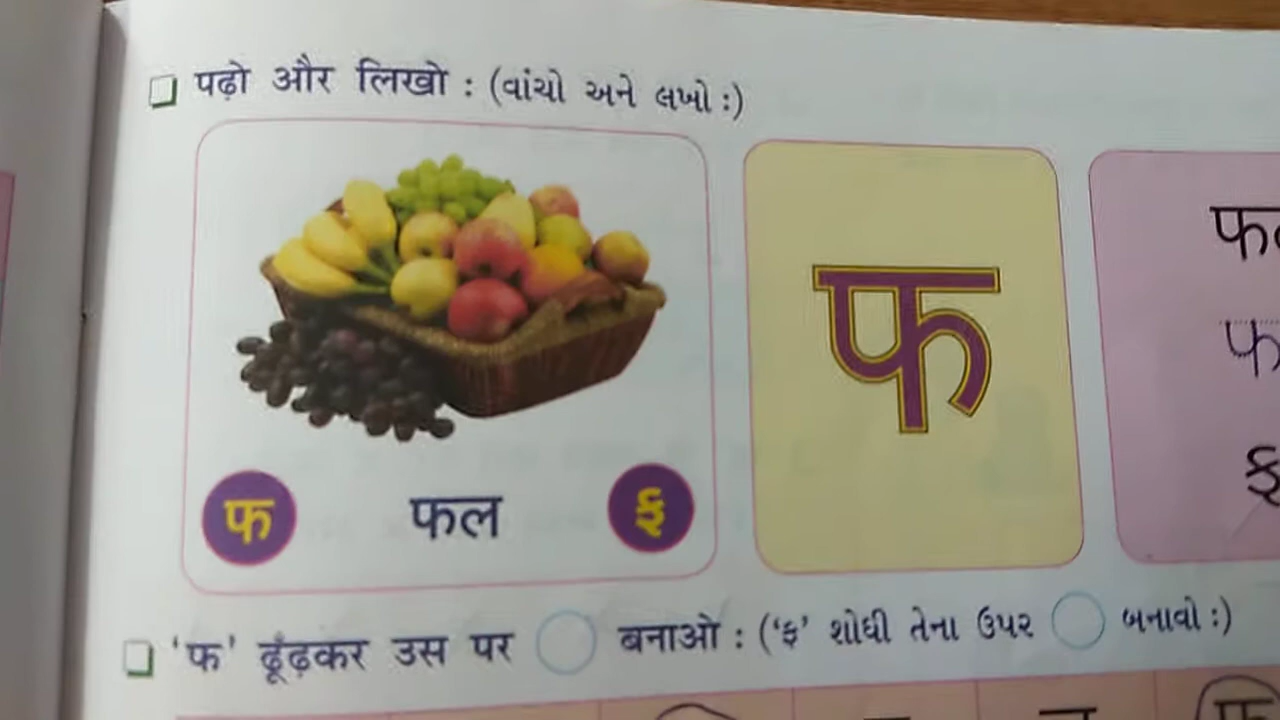 पढ़ो और लिखो : (વાંચો અને લખો :)
फ
फ फल ફ
'फ' ढूँढ़कर उस पर बनाओ : ('ફ' શોધી તેના ઉપર બનાવો :)